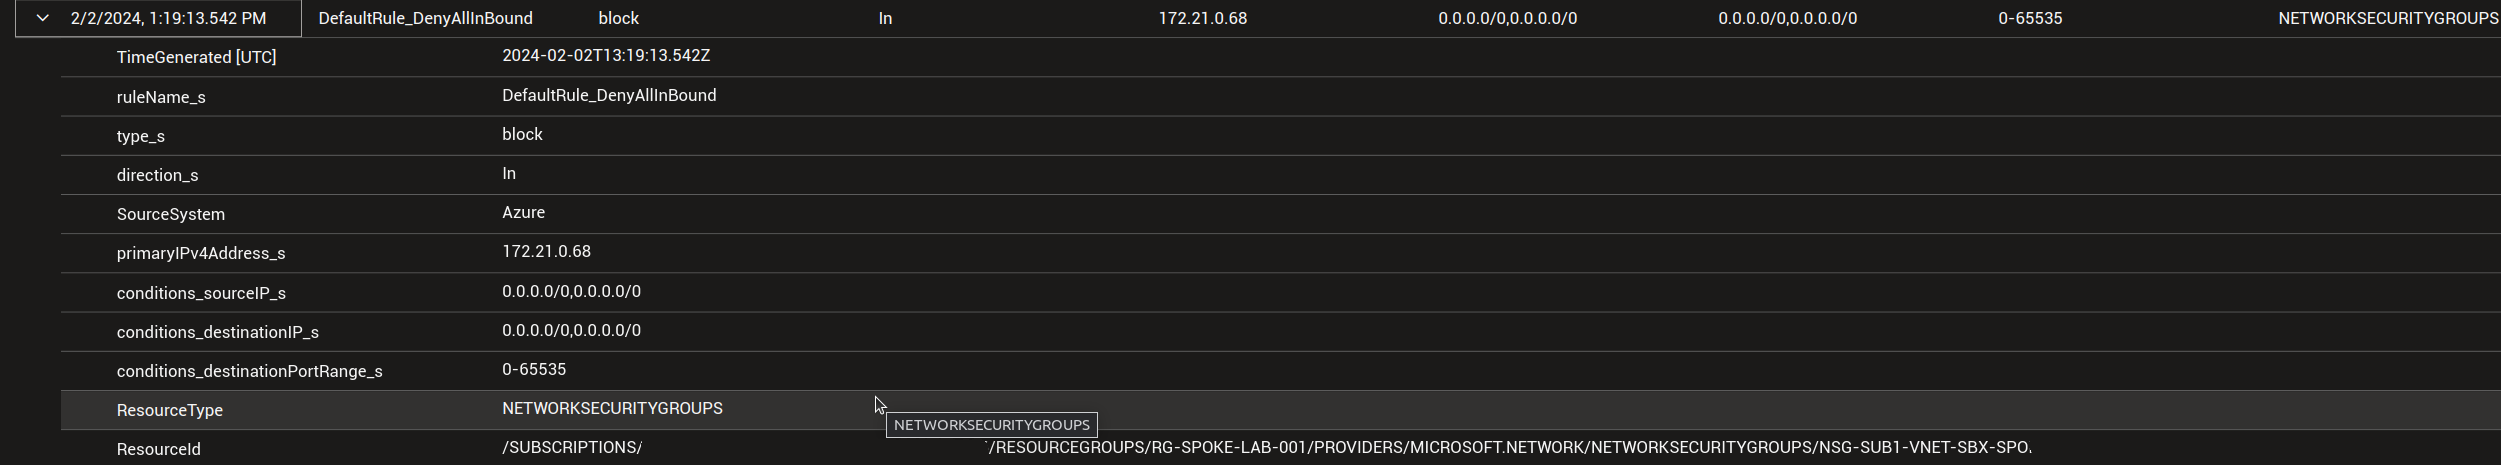 2/2/2024, 1:19:13.542 PM DefaultRule_DenyAllInBound block In 172.21.0.68 0.0.0.0/0,0.0.0.0/0 0.0.0.0/0,0.0.0.0/0 0-65535 NETWORKSECURITYGROUPS
TimeGenerated [UTC] 2024-02-02T13:19:13.542Z
ruleName_s DefaultRule_DenyAllInBound
type_s block
direction_s In
SourceSystem Azure
primaryIPv4Address_s 172.21.0.68
conditions_sourceIP_s 0.0.0.0/0,0.0.0.0/0
conditions_destinationIP_s 0.0.0.0/0,0.0.0.0/0
conditions_destinationPortRange_s 0-65535
ResourceType NETWORKSECURITYGROUPS
NETWORKSECURITYGROUPS
ResourceId /SUBSCRIPTIONS/ /RESOURCEGROUPS/RG-SPOKE-LAB-001/PROVIDERS/MICROSOFT.NETWORK/NETWORKSECURITYGROUPS/NSG-SUB1-VNET-SBX-SPO.